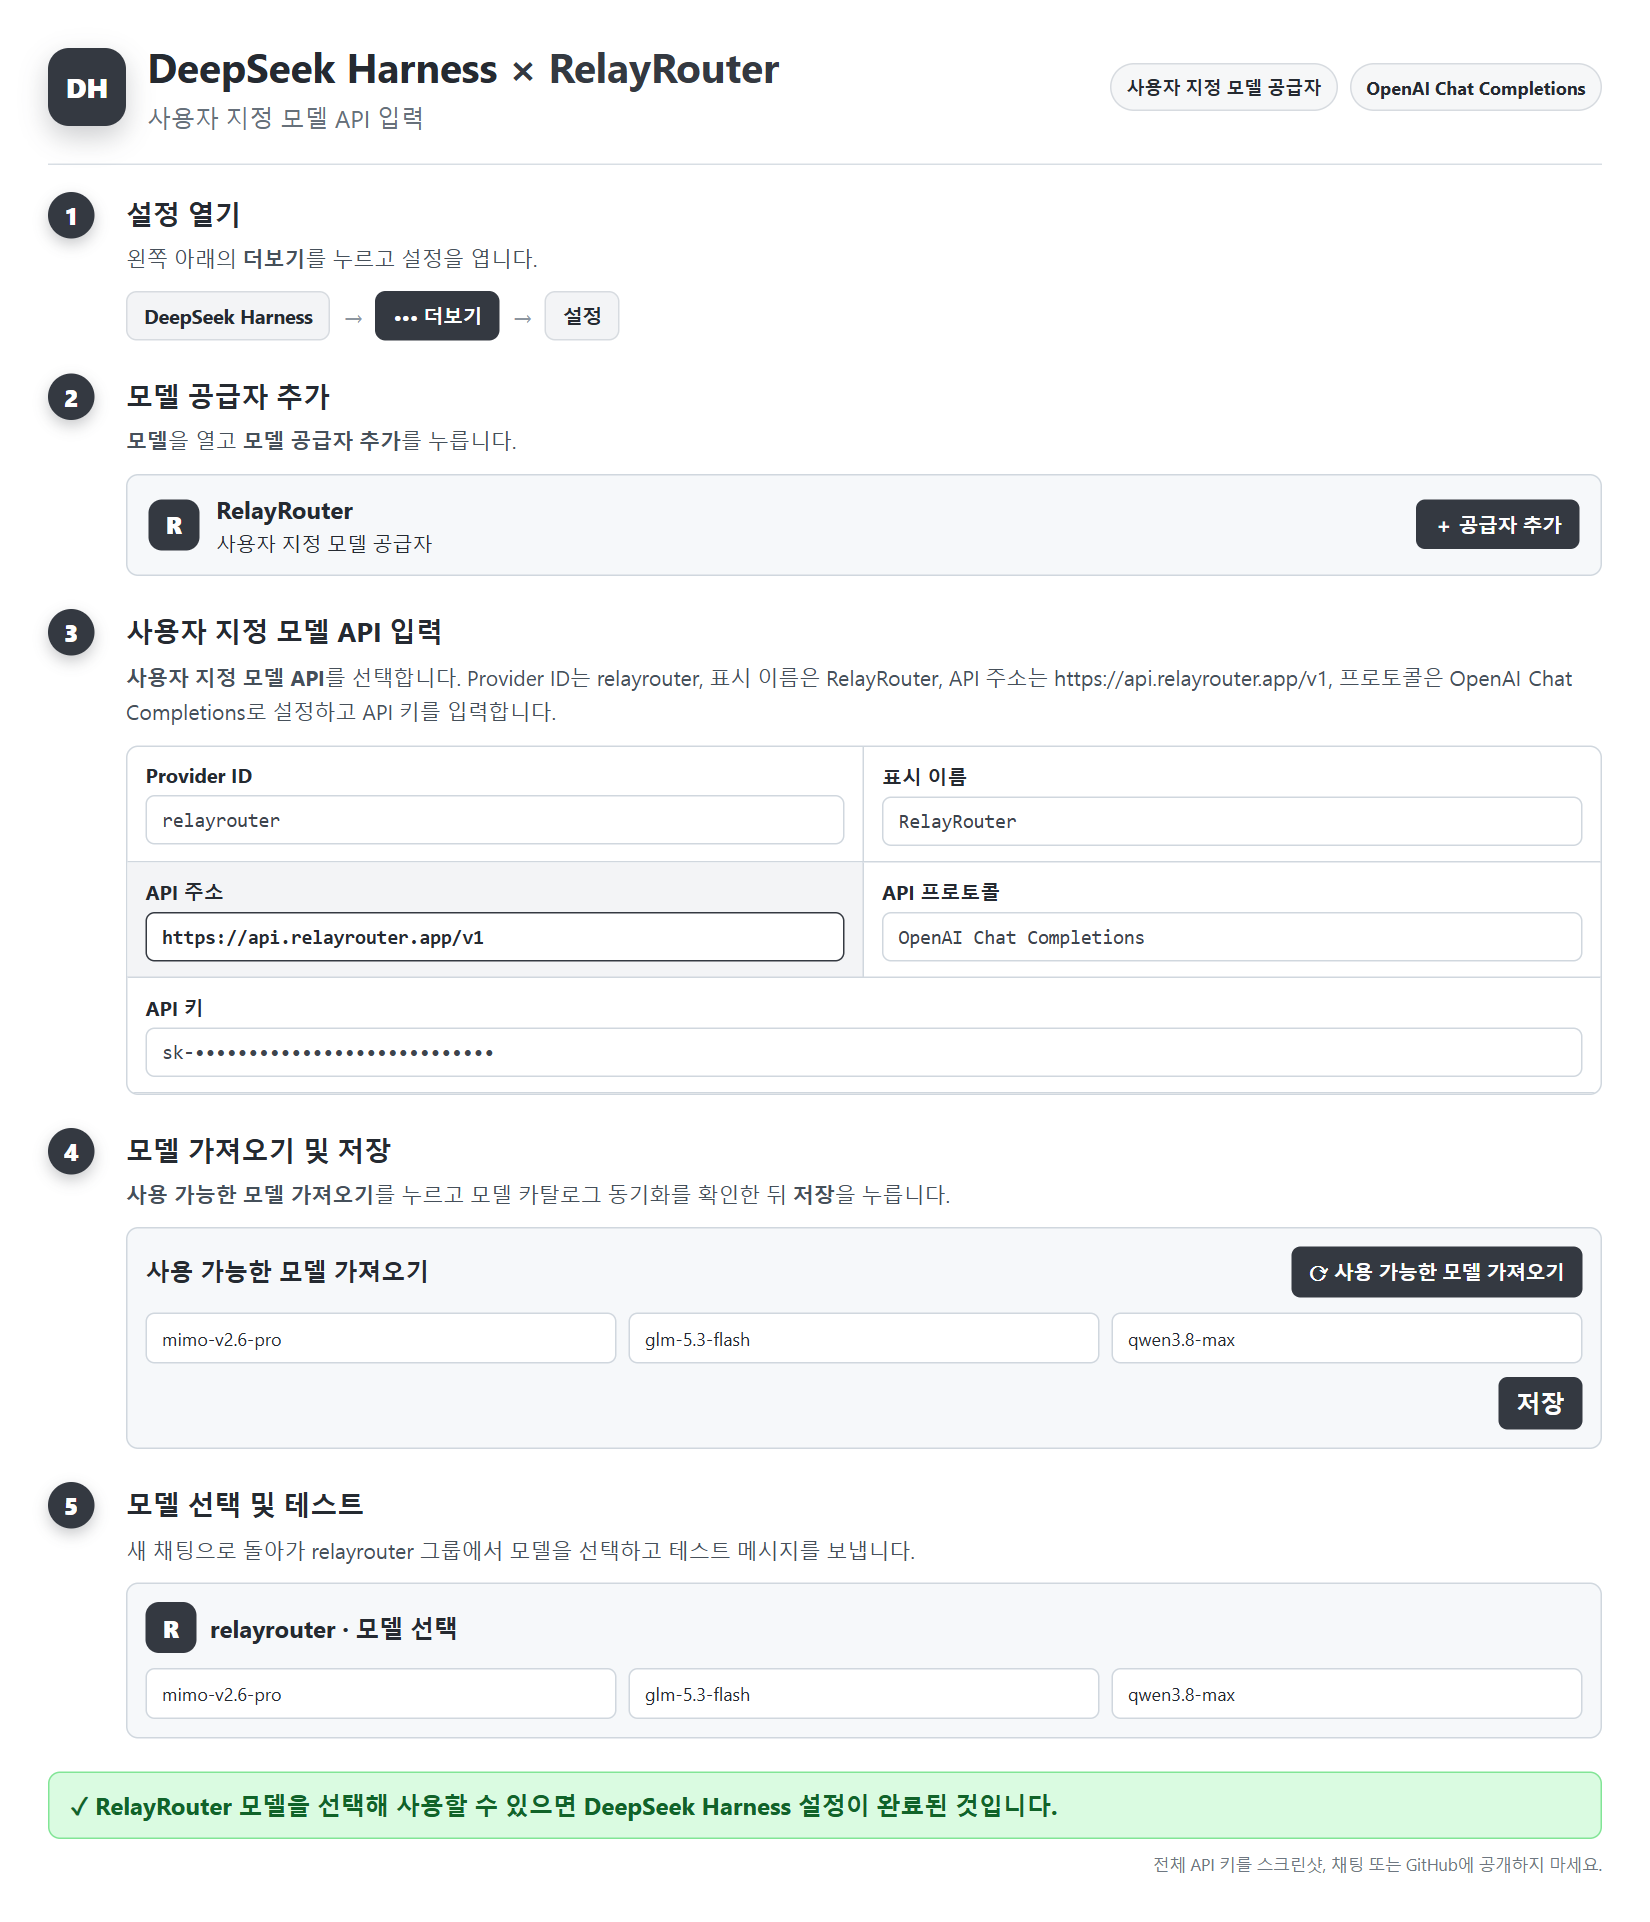 DH
DeepSeek Harness × RelayRouter
사용자 지정 모델 API 입력
사용자 지정 모델 공급자
OpenAI Chat Completions
1
설정 열기
왼쪽 아래의 더보기를 누르고 설정을 엽니다.
DeepSeek Harness → ••• 더보기 → 설정
2
모델 공급자 추가
모델을 열고 모델 공급자 추가를 누릅니다.
R
RelayRouter
사용자 지정 모델 공급자
+ 공급자 추가
3
사용자 지정 모델 API 입력
사용자 지정 모델 API를 선택합니다. Provider ID는 relayrouter, 표시 이름은 RelayRouter, API 주소는 https://api.relayrouter.app/v1, 프로토콜은 OpenAI Chat
Completions로 설정하고 API 키를 입력합니다.
Provider ID
relayrouter
표시 이름
RelayRouter
API 주소
https://api.relayrouter.app/v1
API 프로토콜
OpenAI Chat Completions
API 키
sk-••••••••••••••••••••••••••••
4
모델 가져오기 및 저장
사용 가능한 모델 가져오기를 누르고 모델 카탈로그 동기화를 확인한 뒤 저장을 누릅니다.
사용 가능한 모델 가져오기
⟳ 사용 가능한 모델 가져오기
mimo-v2.6-pro
glm-5.3-flash
qwen3.8-max
저장
5
모델 선택 및 테스트
새 채팅으로 돌아가 relayrouter 그룹에서 모델을 선택하고 테스트 메시지를 보냅니다.
R
relayrouter · 모델 선택
mimo-v2.6-pro
glm-5.3-flash
qwen3.8-max
✓ RelayRouter 모델을 선택해 사용할 수 있으면 DeepSeek Harness 설정이 완료된 것입니다.
전체 API 키를 스크린샷, 채팅 또는 GitHub에 공개하지 마세요.